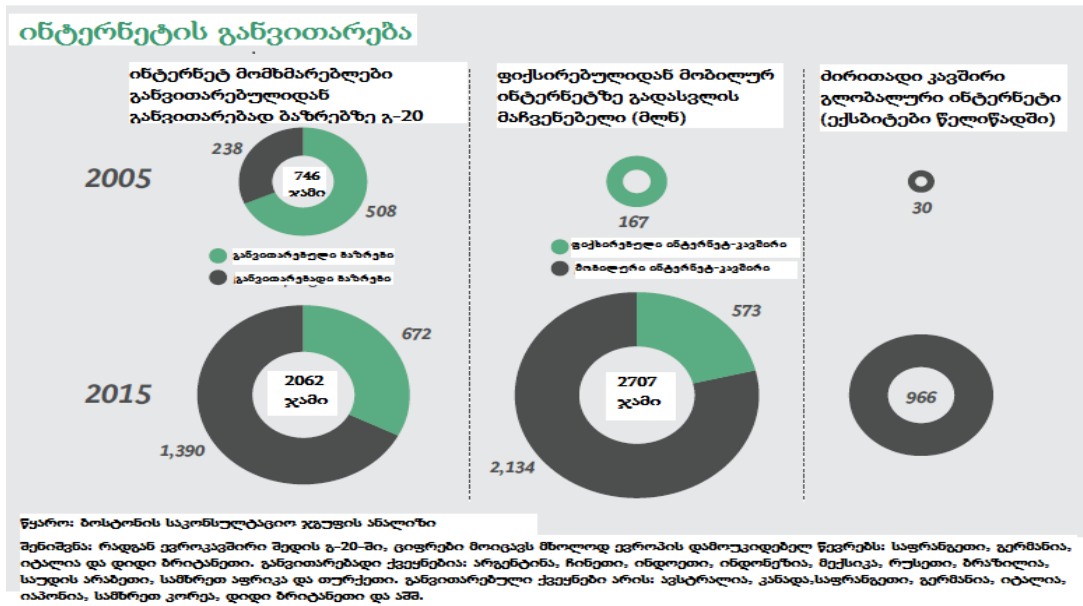 ინტერნეტის განვითარება
ინტერნეტ მომხმარებლები
განვითარებულიდან
განვითარებად ბაზრებზე გ-20
ფიქსირებულიდან მობილურ
ინტერნეტზე გადასვლის
მაჩვენებელი (მლნ)
ძირითადი კავშირი
გლობალური ინტერნეტი
(ექსბიტები წელიწადში)
2005
238
746
ჯამი
508
167
30
განვითარებული ბაზრები
განვითარებადი ბაზრები
ფიქსირებული ინტერნეტ-კავშირი
მობილური ინტერნეტ-კავშირი
2015
672
2062
ჯამი
1,390
573
2707
ჯამი
2,134
966
წყარო: ბოსტონის საკონსულტაციო ჯგუფის ანალიზი
შენიშვნა: რადგან ევროკავშირი შედის გ-20-ში, ციფრები მოიცავს მხოლოდ ევროპის დამოუკიდებელ წევრებს: საფრანგეთი, გერმანია,
იტალია და დიდი ბრიტანეთი. განვითარებადი ქვეყნებია: არგენტინა, ჩინეთი, ინდოეთი, ინდონეზია, მექსიკა, რუსეთი, ბრაზილია,
საუდის არაბეთი, სამხრეთ აფრიკა და თურქეთი. განვითარებული ქვეყნები არის: ავსტრალია, კანადა,საფრანგეთი, გერმანია, იტალია,
იაპონია, სამხრეთ კორეა, დიდი ბრიტანეთი და აშშ.